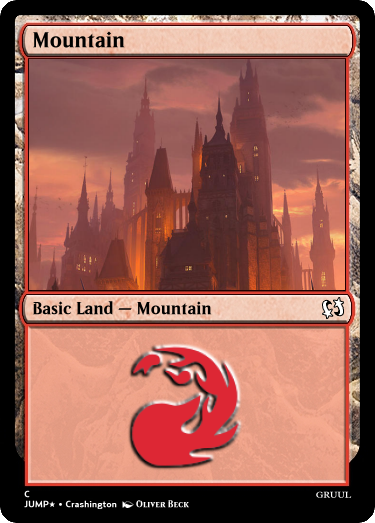 Mountain
Basic Land — Mountain
C
GRUUL
JUMP★ • Crashington OLIVER BECK